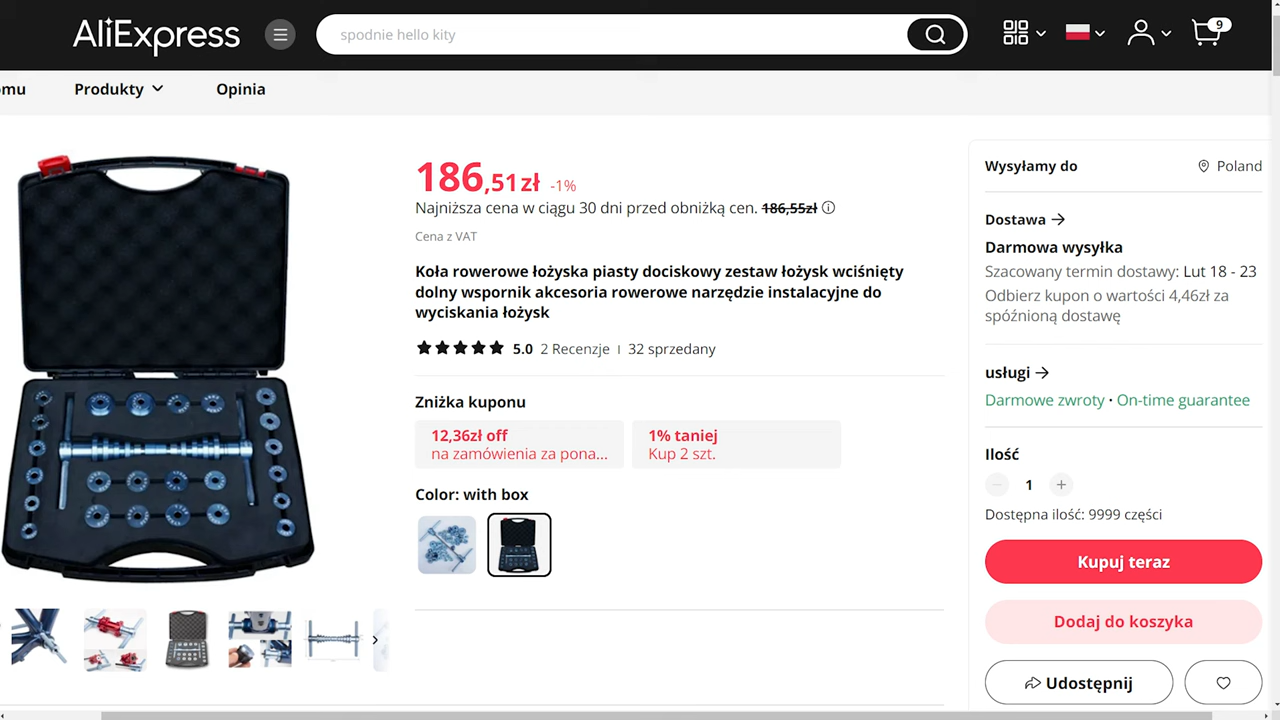 AliExpress
spodnie hello kity
9
omu
Produkty
Opinia
186,51zł -1%
Najniższa cena w ciągu 30 dni przed obniżką cen. 186,55zł
Cena z VAT
Koła rowerowe łożyska piasty dociskowy zestaw łożysk wciśnięty
dolny wspornik akcesoria rowerowe narzędzie instalacyjne do
wyciskania łożysk
5.0 2 Recenzje | 32 sprzedany
Zniżka kuponu
12,36zł off
na zamówienia za pona...
1% taniej
Kup 2 szt.
Color: with box
Wysyłamy do
Poland
Dostawa
Darmowa wysyłka
Szacowany termin dostawy: Lut 18 - 23
Odbierz kupon o wartości 4,46zł za
spóźnioną dostawę
usługi
Darmowe zwroty · On-time guarantee
Ilość
1
Dostępna ilość: 9999 części
Kupuj teraz
Dodaj do koszyka
Udostępnij